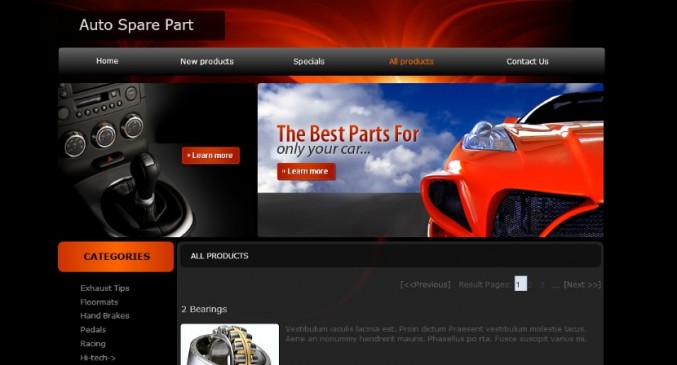 Auto Spare Part
Home New products Specials All products Contact Us
» Learn more
The Best Parts For
only your car...
» Learn more
CATEGORIES
ALL PRODUCTS
[<<Previous] Result Pages: 1 ... [Next >>]
Exhaust Tips
Floormats
Hand Brakes
Pedals
Racing
Hi-tech->
2 Bearings
Vestibulum iaculis lacinia est. Proin dictum Praesent vestibulum molestie lacus.
Aene an nonummy hendrerit mauris. Phasellus po rta. Fusce suscipit varius mi.